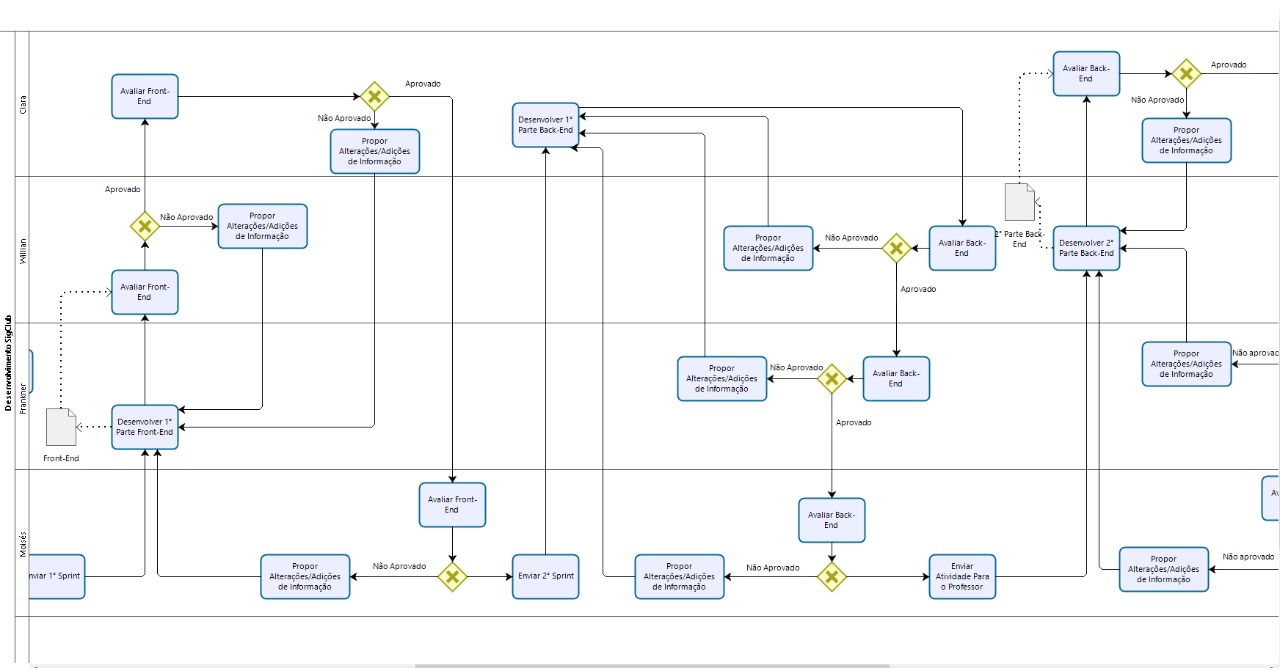 Desenvolvimento SigClub
Clara
Avaliar Front-
End
Aprovado
Não Aprovado
Propor
Alterações/Adições
de Informação
Desenvolver 1°
Parte Back-End
Avaliar Back-
End
Aprovado
Não Aprovado
Propor
Alterações/Adições
de Informação
Willian
Aprovado
Não Aprovado
Propor
Alterações/Adições
de Informação
Avaliar Front-
End
Propor
Alterações/Adições
de Informação
Não Aprovado
Avaliar Back-
End
Aprovado
2° Parte Back-
End
Desenvolver 2°
Parte Back-End
Desenvolver 1°
Parte Front-End
Front-End
Propor
Alterações/Adições
de Informação
Não Aprovado
Avaliar Back-
End
Aprovado
Propor
Alterações/Adições
de Informação
Não aprovad
Moisés
nviar 1° Sprint
Propor
Alterações/Adições
de Informação
Não Aprovado
Avaliar Front-
End
Enviar 2° Sprint
Propor
Alterações/Adições
de Informação
Não Aprovado
Avaliar Back-
End
Enviar
Atividade Para
o Professor
Propor
Alterações/Adições
de Informação
Não aprovado